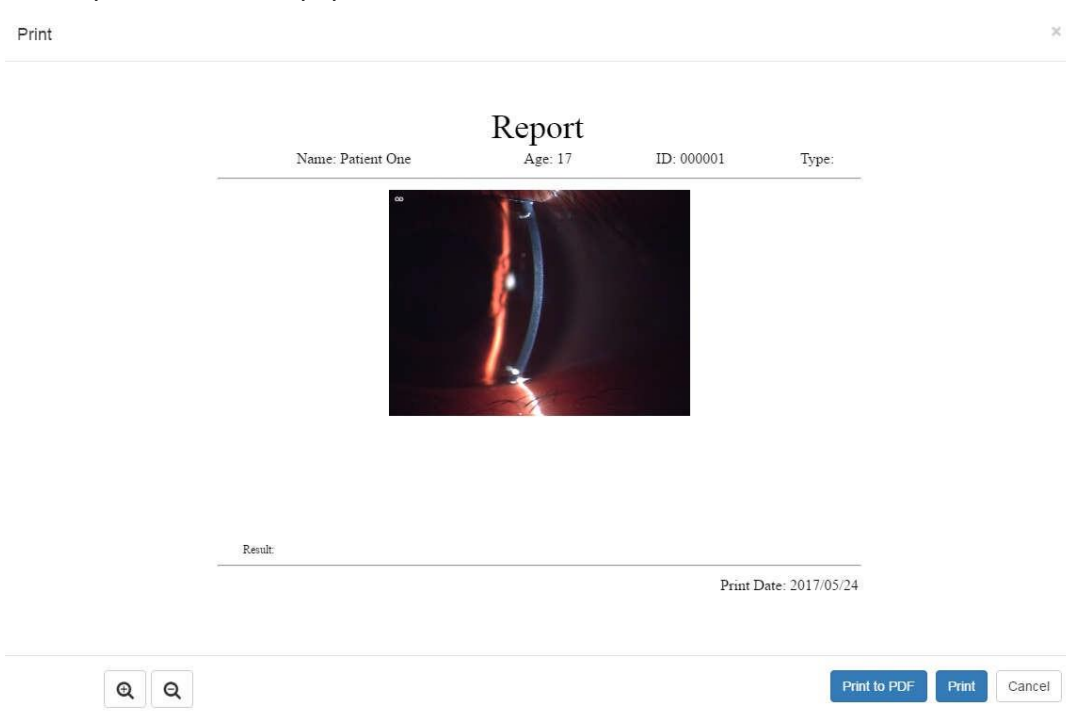 Print ×
Report
Name: Patient One Age: 17 ID: 000001 Type:
Result:
Print Date: 2017/05/24
Print to PDF Print Cancel